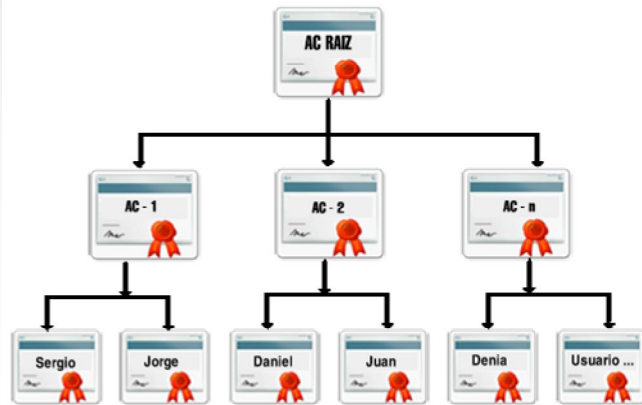 AC RAIZ
AC - 1
AC - 2
AC - n
Sergio
Jorge
Daniel
Juan
Denia
Usuario ...